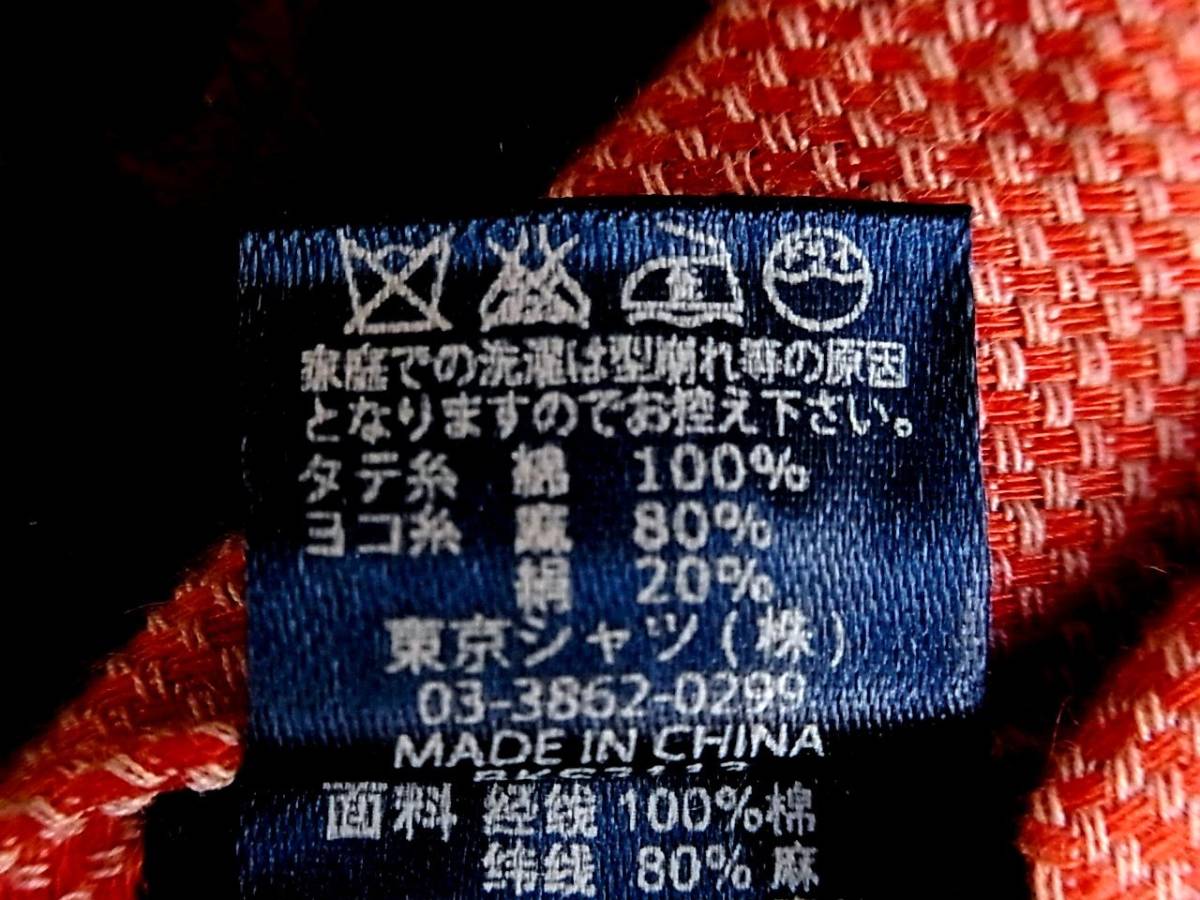 ドライ
家庭での洗濯は型崩れ等の原因
となりますのでお控え下さい。
タテ糸 綿 100%
ヨコ糸 麻 80%
絹 20%
東京シャツ(株)
03-3862-0299
MADE IN CHINA
面料 经线 100%棉
纬线 80% 麻